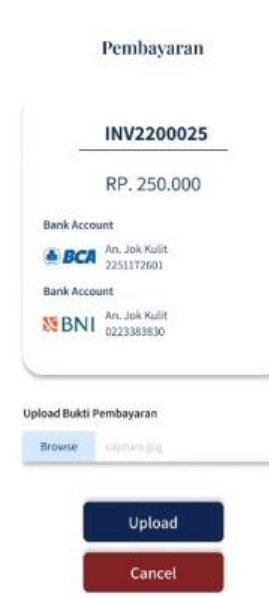 Pembayaran
INV2200025
RP. 250.000
Bank Account
BCA An. Jok Kulit
2251172601
Bank Account
BNI An. Jok Kulit
0223383830
Upload Bukti Pembayaran
Browse capture.jpg
Upload
Cancel